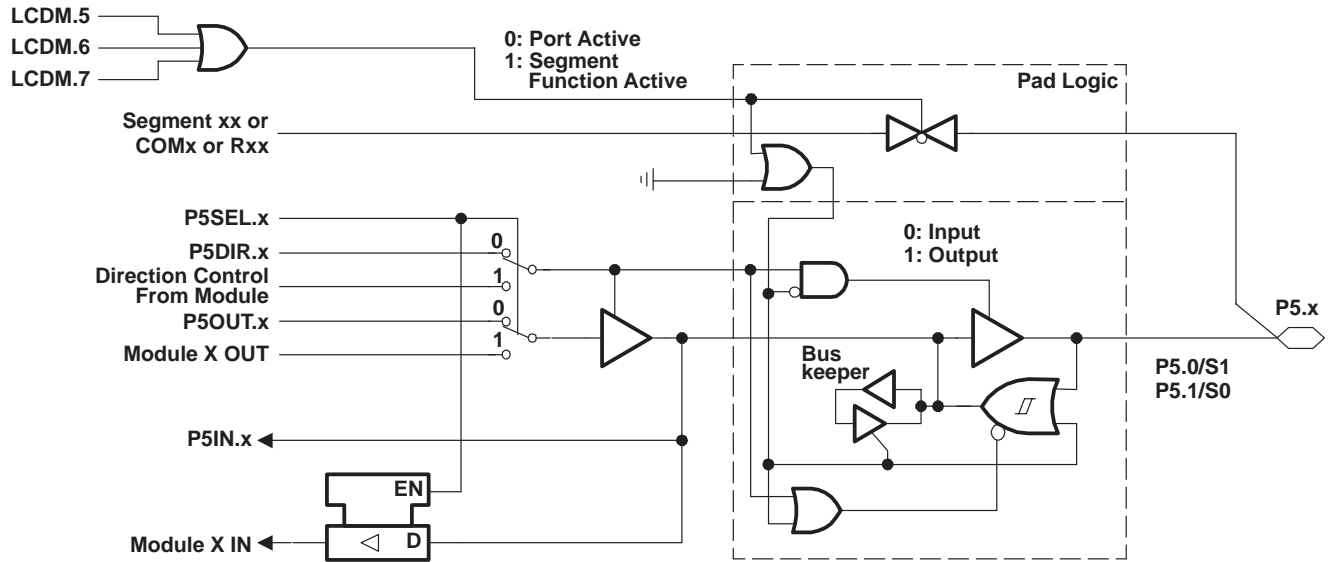 LCDM.5
LCDM.6
LCDM.7
0: Port Active
1: Segment
Function Active
Pad Logic
Segment xx or
COMx or Rxx
P5SEL.x
0
P5DIR.x
Direction Control
From Module
1
0
P5OUT.x
1
Module X OUT
0: Input
1: Output
P5.x
Bus
keeper
P5.0/S1
P5.1/S0
P5IN.x
EN
D
Module X IN